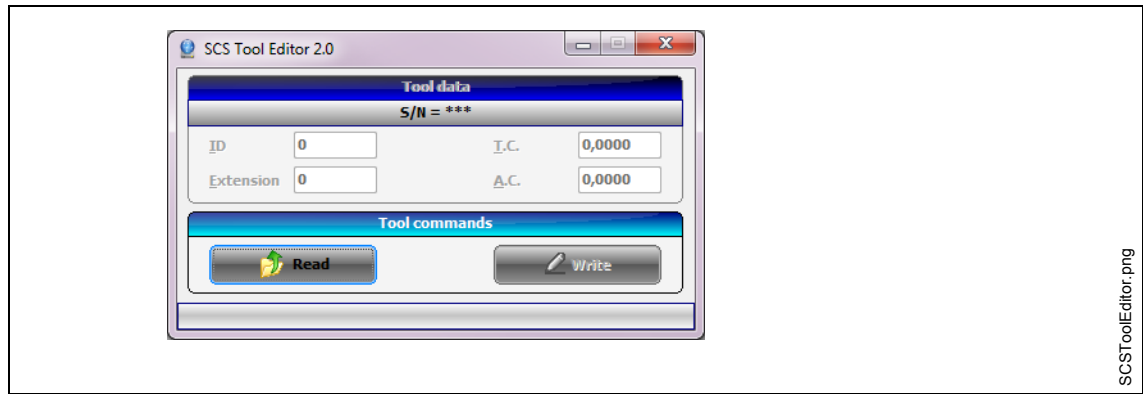 SCS Tool Editor 2.0
Tool data
S/N = ***
ID 0 T.C. 0,0000
Extension 0 A.C. 0,0000
Tool commands
Read Write
SCSToolEditor.png